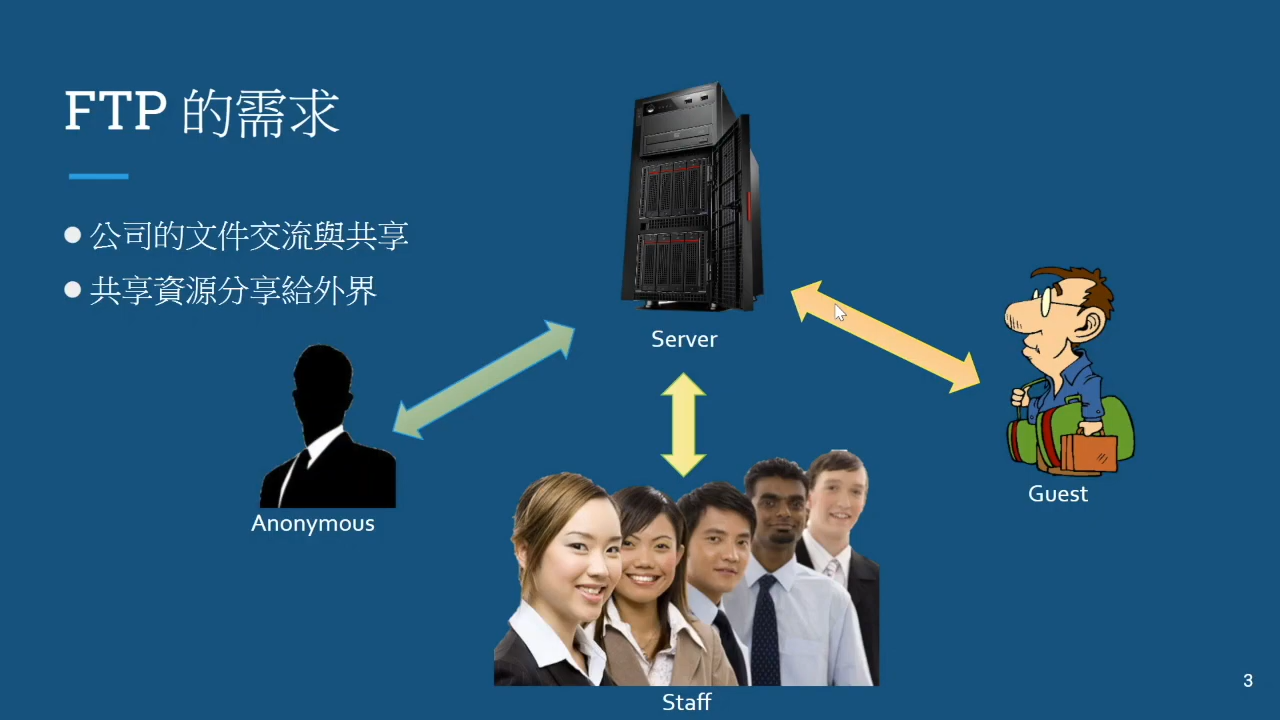 FTP 的需求
公司的文件交流與共享
共享資源分享給外界
Server
Anonymous
Guest
Staff
3